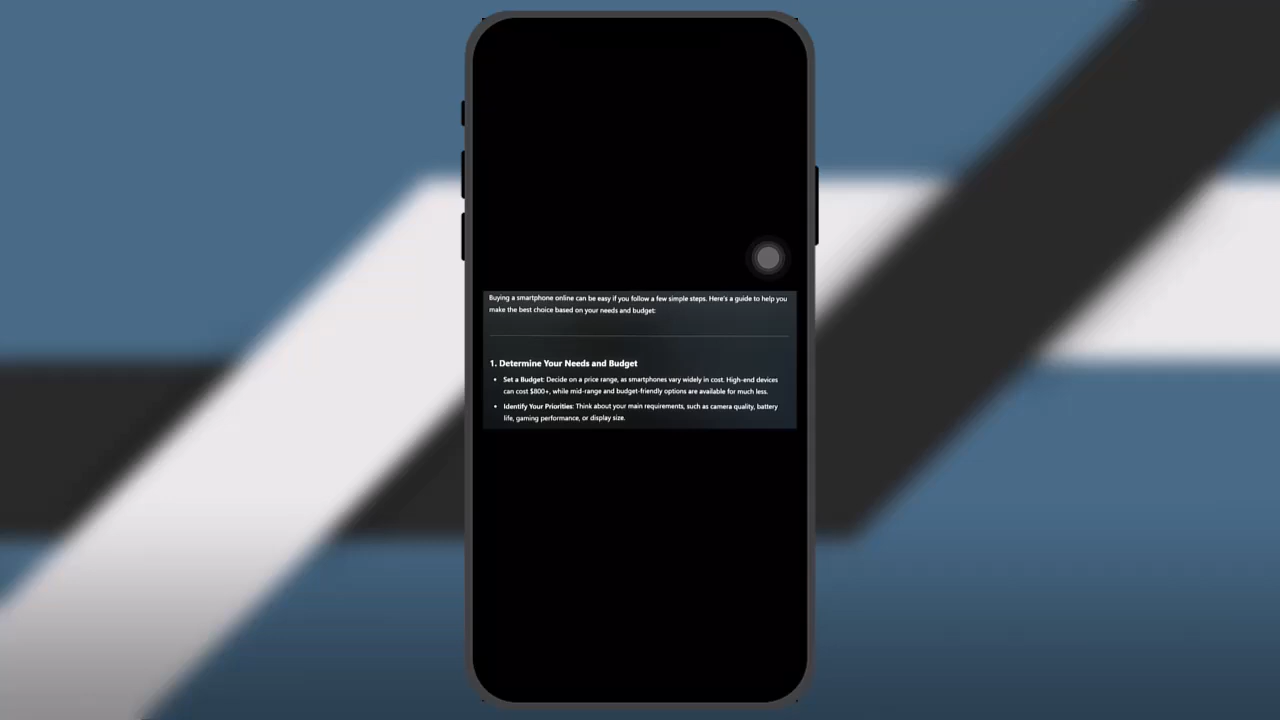 Buying a smartphone online can be easy if you follow a few simple steps. Here's a guide to help you
make the best choice based on your needs and budget:
1. Determine Your Needs and Budget
• Set a Budget: Decide on a price range, as smartphones vary widely in cost. High-end devices
can cost $800+, while mid-range and budget-friendly options are available for much less.
• Identify Your Priorities: Think about your main requirements, such as camera quality, battery
life, gaming performance, or display size.